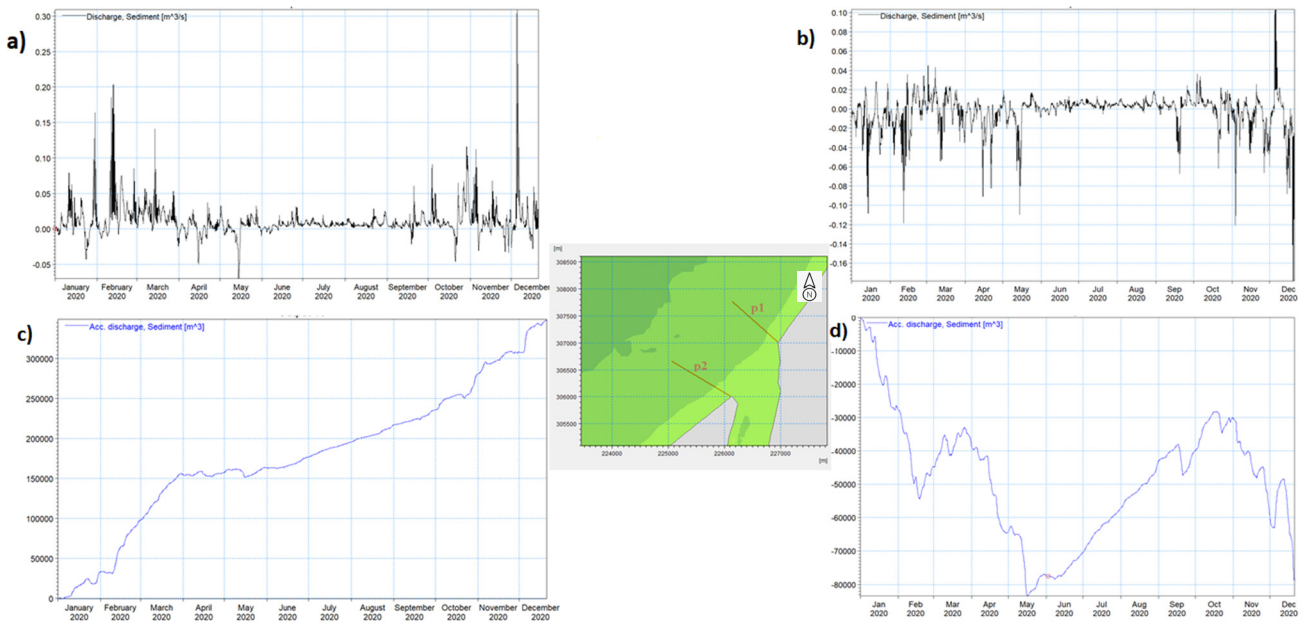 a)
Discharge, Sediment [m^3/s]
0.30
0.25
0.20
0.15
0.10
0.05
0.00
-0.05
January February March April May June July August September October November December
2020 2020 2020 2020 2020 2020 2020 2020 2020 2020 2020 2020
b)
Discharge, Sediment [m^3/s]
0.10
0.08
0.06
0.04
0.02
0.00
-0.02
-0.04
-0.06
-0.08
-0.10
-0.12
-0.14
-0.16
Jan Feb Mar Apr May Jun Jul Aug Sep Oct Nov Dec
2020 2020 2020 2020 2020 2020 2020 2020 2020 2020 2020 2020
[m]
308500
308000
307500
307000
306500
306000
305500
N
p1
p2
224000 225000 226000 227000
[m]
c)
Acc. discharge, Sediment [m^3]
300000
250000
200000
150000
100000
50000
0
January February March April May June July August September October November December
2020 2020 2020 2020 2020 2020 2020 2020 2020 2020 2020 2020
d)
Acc. discharge, Sediment [m^3]
0
-10000
-20000
-30000
-40000
-50000
-60000
-70000
-80000
Jan Feb Mar Apr May Jun Jul Aug Sep Oct Nov Dec
2020 2020 2020 2020 2020 2020 2020 2020 2020 2020 2020 2020